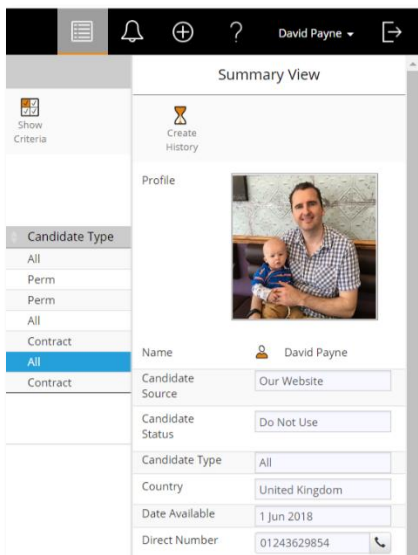 David Payne
Summary View
Show
Criteria
Create
History
Candidate Type
All
Perm
Perm
All
Contract
All
Contract
Profile
Name David Payne
Candidate
Source Our Website
Candidate
Status Do Not Use
Candidate Type All
Country United Kingdom
Date Available 1 Jun 2018
Direct Number 01243629854